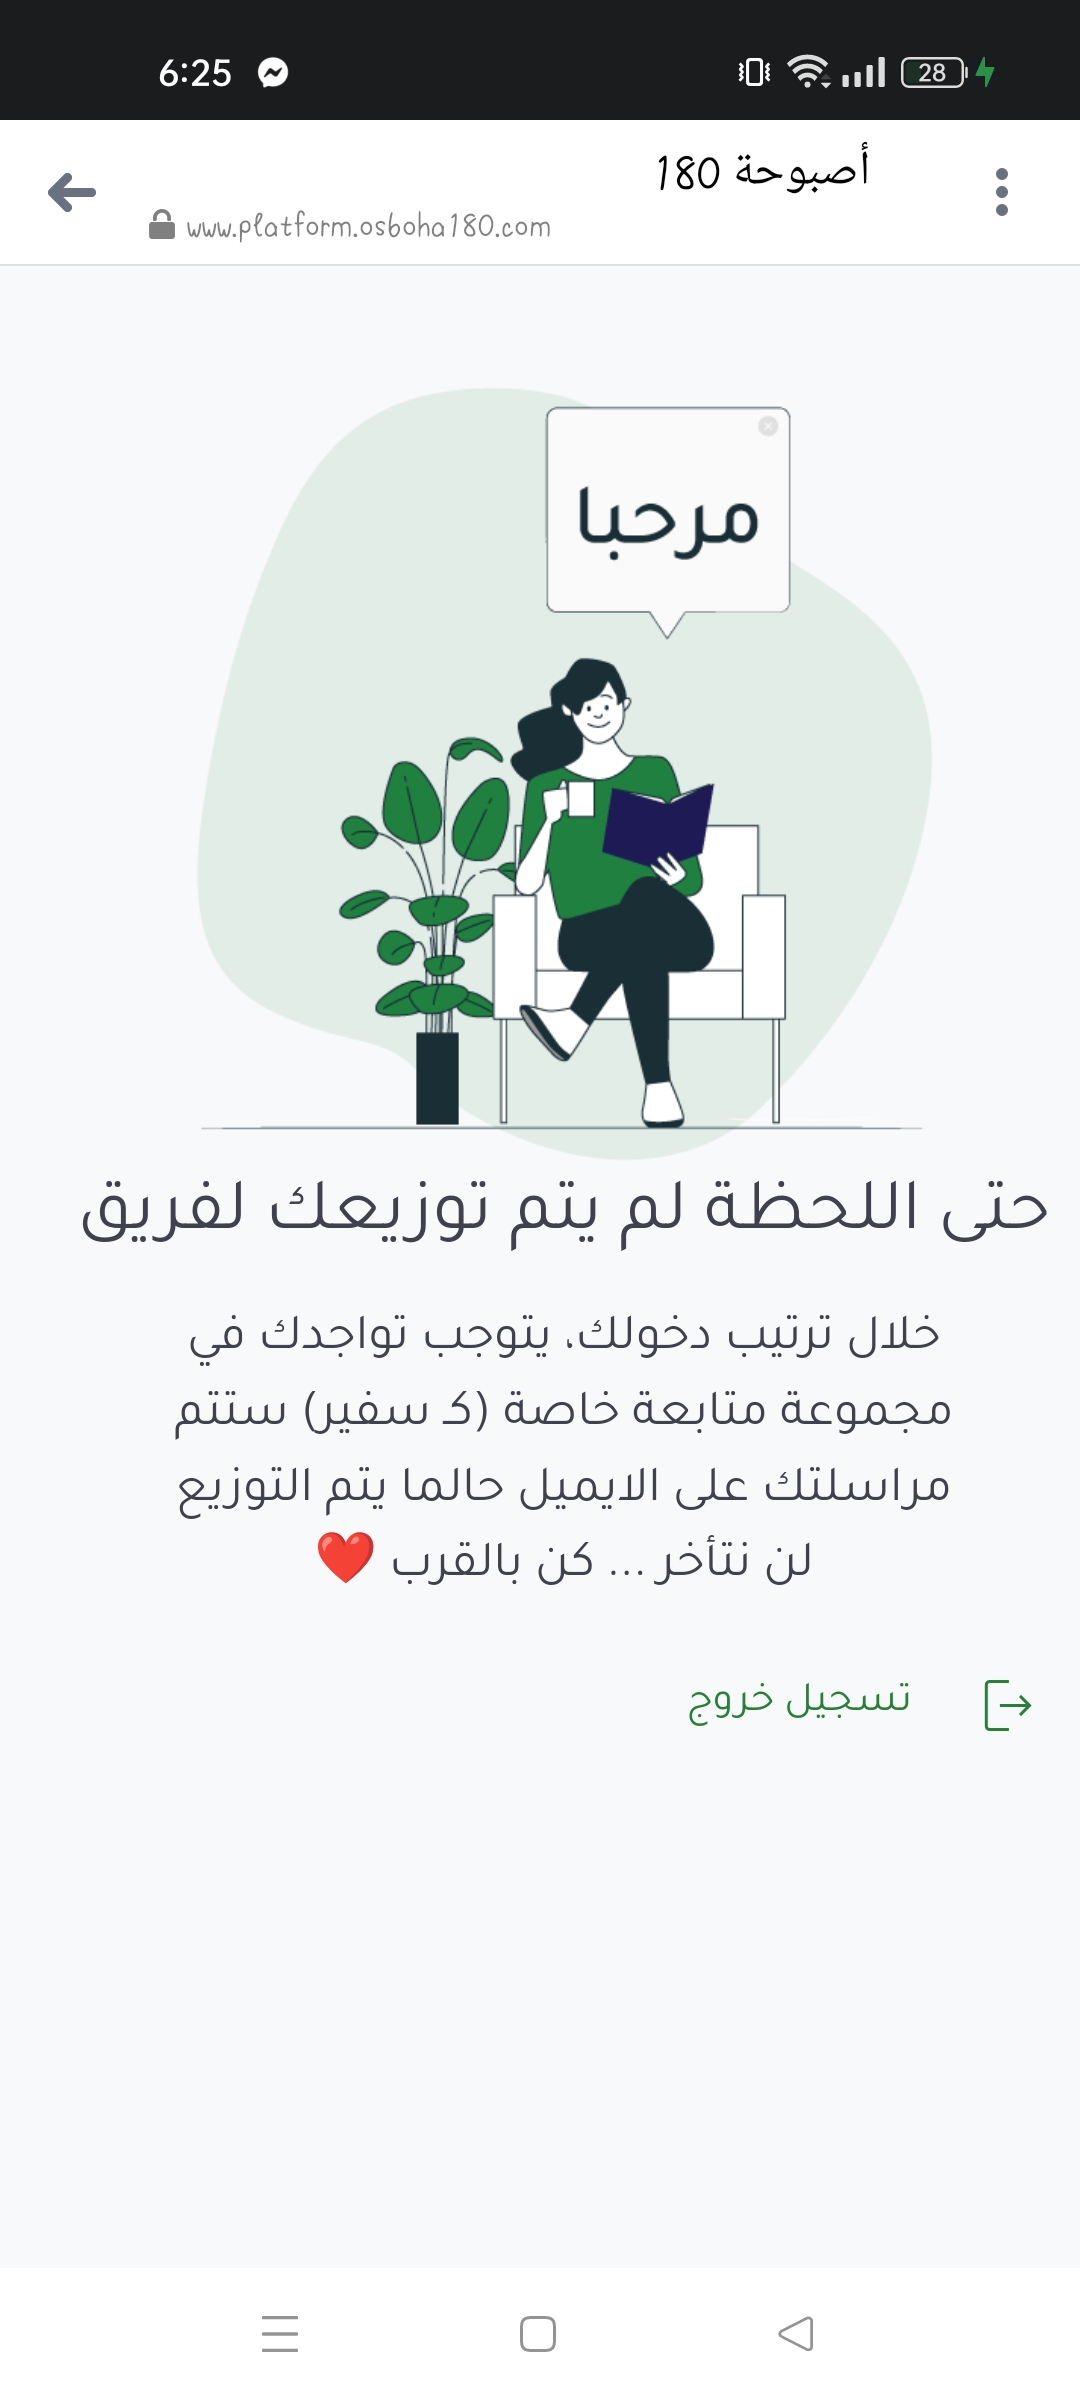 6:25
28
أصبوحة 180
www.platform.osboha180.com
مرحبا
حتى اللحظة لم يتم توزيعك لفريق
خلال ترتيب دخولك، يتوجب تواجدك في
مجموعة متابعة خاصة (كـ سفير) ستتم
مراسلتك على الايميل حالما يتم التوزيع
لن نتأخر ... كن بالقرب ❤️
تسجيل خروج